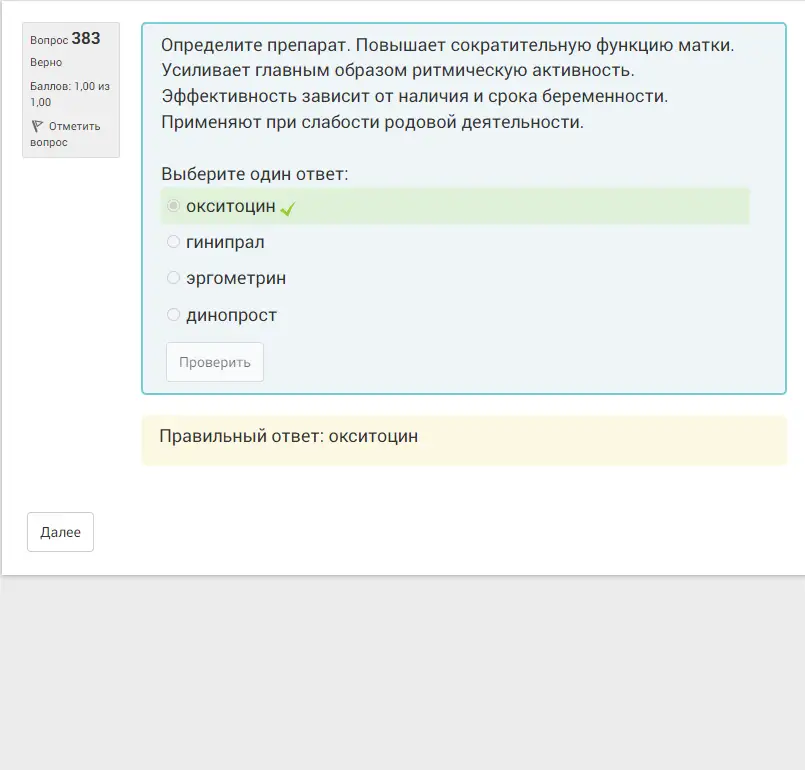 Вопрос 383
Верно
Баллов: 1,00 из
1,00
Отметить
вопрос
Определите препарат. Повышает сократительную функцию матки.
Усиливает главным образом ритмическую активность.
Эффективность зависит от наличия и срока беременности.
Применяют при слабости родовой деятельности.
Выберите один ответ:
окситоцин
гинипрал
эргометрин
динопрост
Проверить
Правильный ответ: окситоцин
Далее